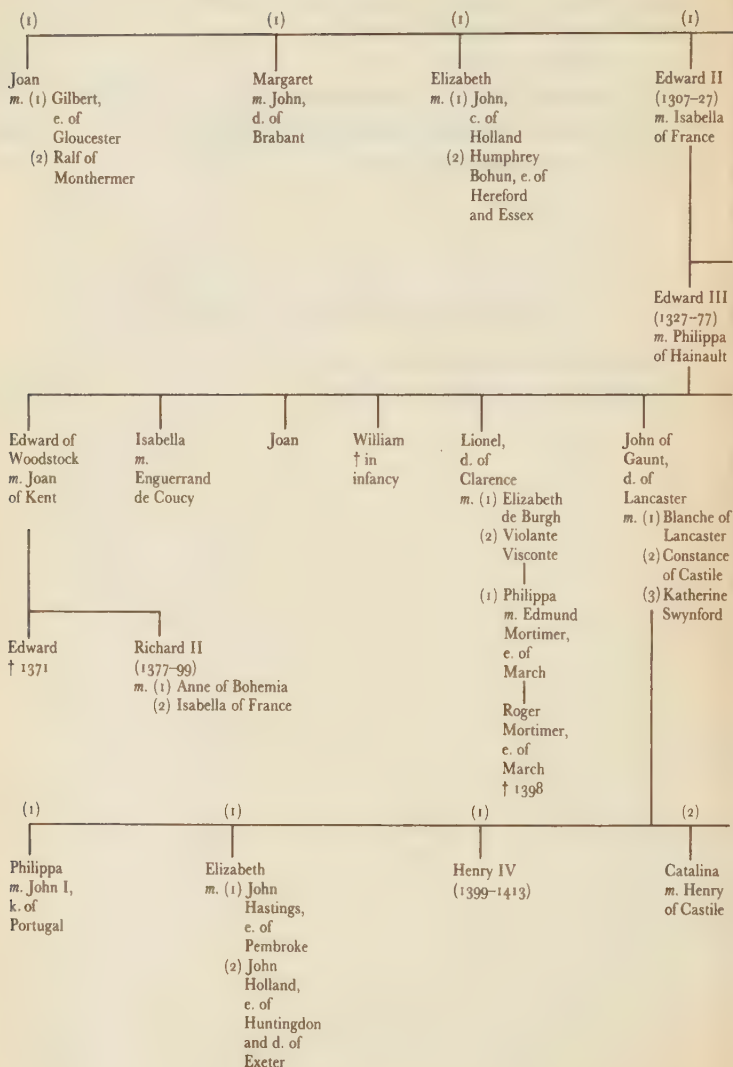 (1)
(1)
(1)
(1)
Joan
m. (1) Gilbert,
e. of
Gloucester
(2) Ralf of
Monthermer
Margaret
m. John,
d. of
Brabant
Elizabeth
m. (1) John,
c. of
Holland
(2) Humphrey
Bohun, e. of
Hereford
and Essex
Edward II
(1307–27)
m. Isabella
of France
Edward III
(1327–77)
m. Philippa
of Hainault
Edward of
Woodstock
m. Joan
of Kent
Isabella
m.
Enguerrand
de Coucy
Joan
William
† in
infancy
Lionel,
d. of
Clarence
m. (1) Elizabeth
de Burgh
(2) Violante
Visconte
(1) Philippa
m. Edmund
Mortimer,
e. of
March
Roger
Mortimer,
e. of
March
† 1398
John of
Gaunt,
d. of
Lancaster
m. (1) Blanche of
Lancaster
(2) Constance
of Castile
(3) Katherine
Swynford
Edward
† 1371
Richard II
(1377–99)
m. (1) Anne of Bohemia
(2) Isabella of France
(1)
(1)
(1)
(2)
Philippa
m. John I,
k. of
Portugal
Elizabeth
m. (1) John
Hastings,
e. of
Pembroke
(2) John
Holland,
e. of
Huntingdon
and d. of
Exeter
Henry IV
(1399–1413)
Catalina
m. Henry
of Castile